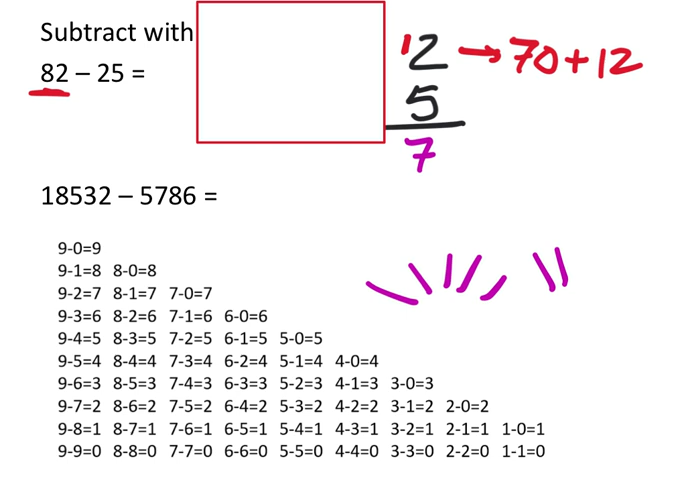 Subtract with
82 – 25 =
12 → 70 + 12
5
7
18532 – 5786 =
9-0=9
9-1=8 8-0=8
9-2=7 8-1=7 7-0=7
9-3=6 8-2=6 7-1=6 6-0=6
9-4=5 8-3=5 7-2=5 6-1=5 5-0=5
9-5=4 8-4=4 7-3=4 6-2=4 5-1=4 4-0=4
9-6=3 8-5=3 7-4=3 6-3=3 5-2=3 4-1=3 3-0=3
9-7=2 8-6=2 7-5=2 6-4=2 5-3=2 4-2=2 3-1=2 2-0=2
9-8=1 8-7=1 7-6=1 6-5=1 5-4=1 4-3=1 3-2=1 2-1=1 1-0=1
9-9=0 8-8=0 7-7=0 6-6=0 5-5=0 4-4=0 3-3=0 2-2=0 1-1=0